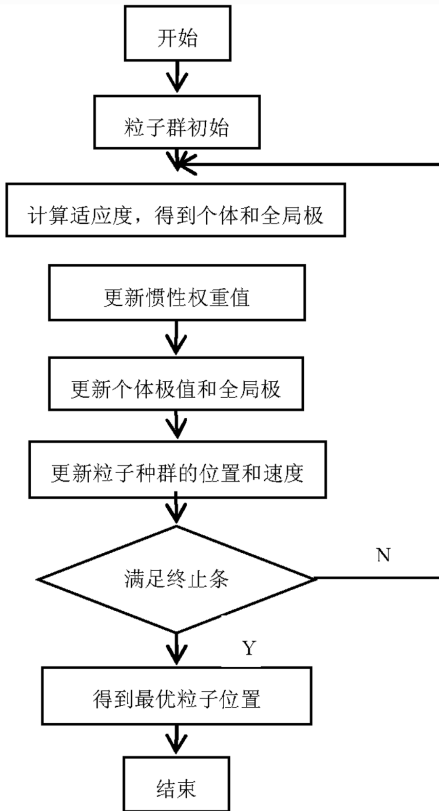 开始
粒子群初始
计算适应度，得到个体和全局极
更新惯性权重值
更新个体极值和全局极
更新粒子种群的位置和速度
满足终止条
N
Y
得到最优粒子位置
结束